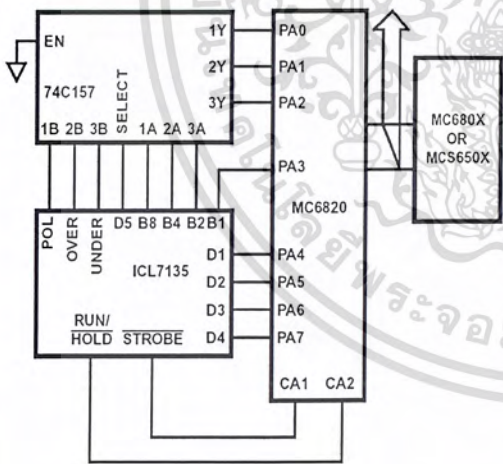 EN
74C157
1Y
2Y
3Y
1B 2B 3B SELECT 1A 2A 3A
PA0
PA1
PA2
PA3
MC6820
PA4
PA5
PA6
PA7
CA1 CA2
MC680X
OR
MCS650X
POL OVER UNDER D5 B8 B4 B2 B1
ICL7135
D1
D2
D3
D4
RUN/
HOLD STROBE